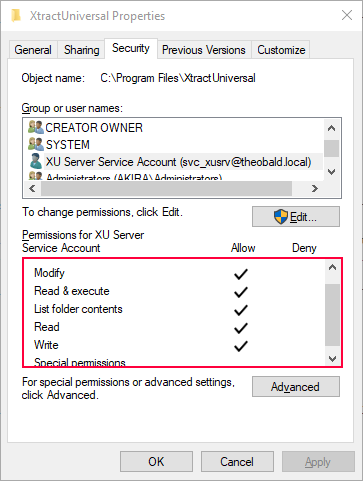 XtractUniversal Properties
General
Sharing
Security
Previous Versions
Customize
Object name:
C:\Program Files\XtractUniversal
Group or user names:
CREATOR OWNER
SYSTEM
XU Server Service Account (svc_xusrv@theobald.local)
Administrators (AKIRA\Administrators)
To change permissions, click Edit.
Edit...
Permissions for XU Server
Service Account
Allow
Deny
Modify
Read & execute
List folder contents
Read
Write
Special permissions
For special permissions or advanced settings,
click Advanced.
Advanced
OK
Cancel
Apply